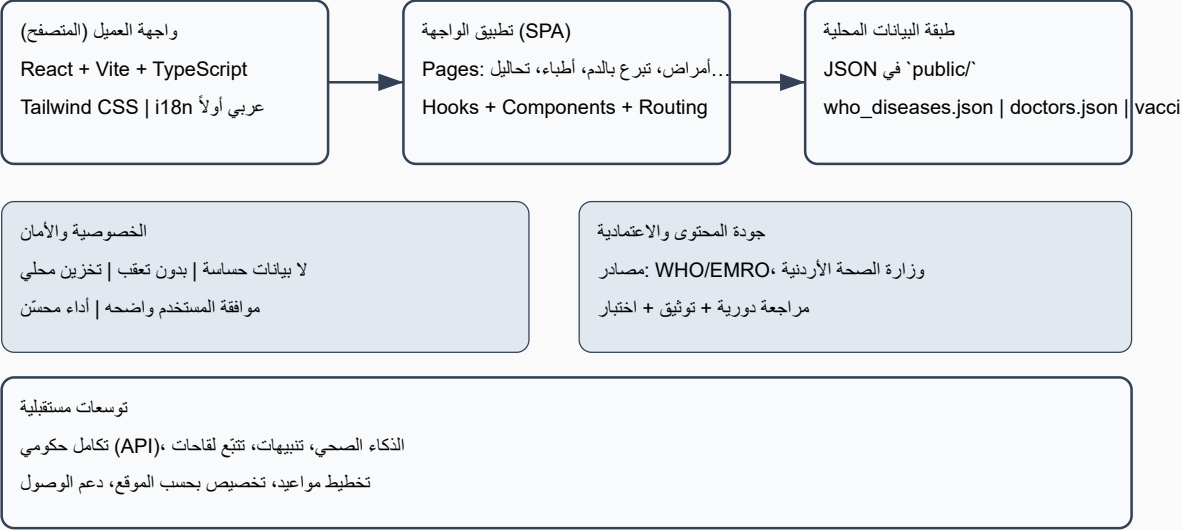 واجهة العميل (المتصفح)
React + Vite + TypeScript
Tailwind CSS | i18n عربي أولاً
تطبيق الواجهة (SPA)
Pages: أمراض، تبرع بالدم، أطباء، تحاليل…
Hooks + Components + Routing
طبقة البيانات المحلية
JSON في `public/`
who_diseases.json | doctors.json | vacci
الخصوصية والأمان
لا بيانات حساسة | بدون تعقب | تخزين محلي
موافقة المستخدم واضحه | أداء محسّن
جودة المحتوى والاعتمادية
مصادر: WHO/EMRO، وزارة الصحة الأردنية
مراجعة دورية + توثيق + اختبار
توسعات مستقبلية
تكامل حكومي (API)، الذكاء الصحي، تنبيهات، تتبّع لقاحات
تخطيط مواعيد، تخصيص بحسب الموقع، دعم الوصول